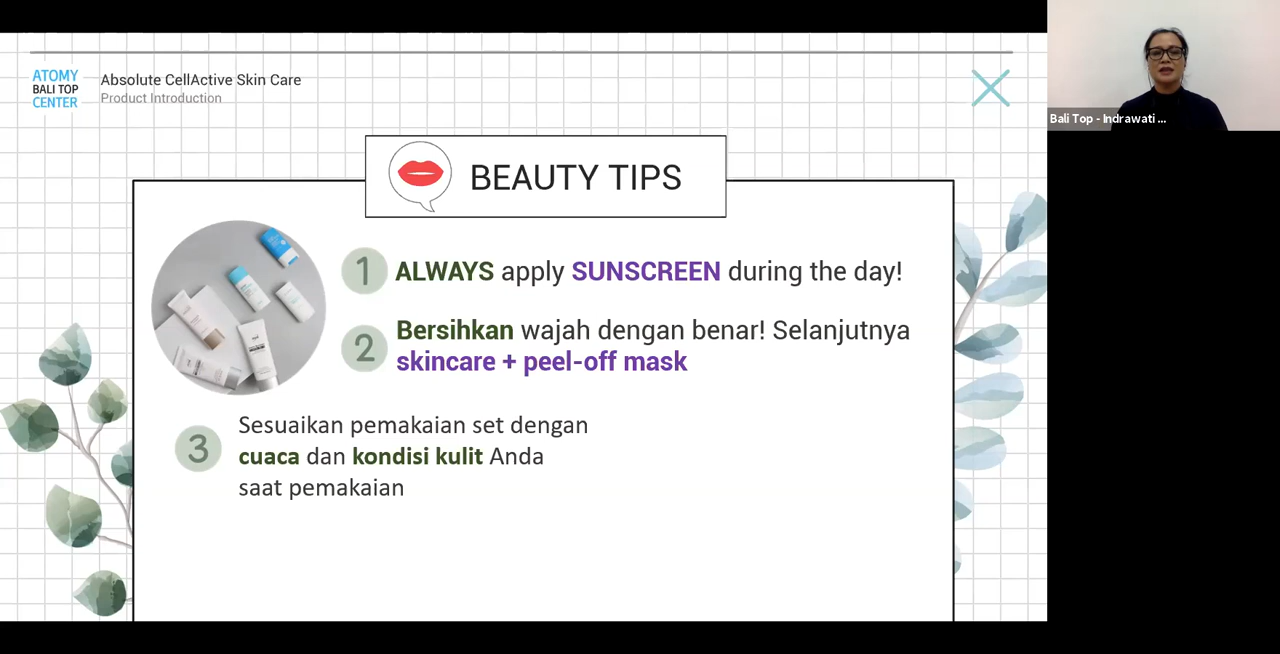 ATOMY
BALI TOP
CENTER
Absolute CellActive Skin Care
Product Introduction
BEAUTY TIPS
1 ALWAYS apply SUNSCREEN during the day!
2 Bersihkan wajah dengan benar! Selanjutnya
skincare + peel-off mask
3 Sesuaikan pemakaian set dengan
cuaca dan kondisi kulit Anda
saat pemakaian
Bali Top - Indrawati ...